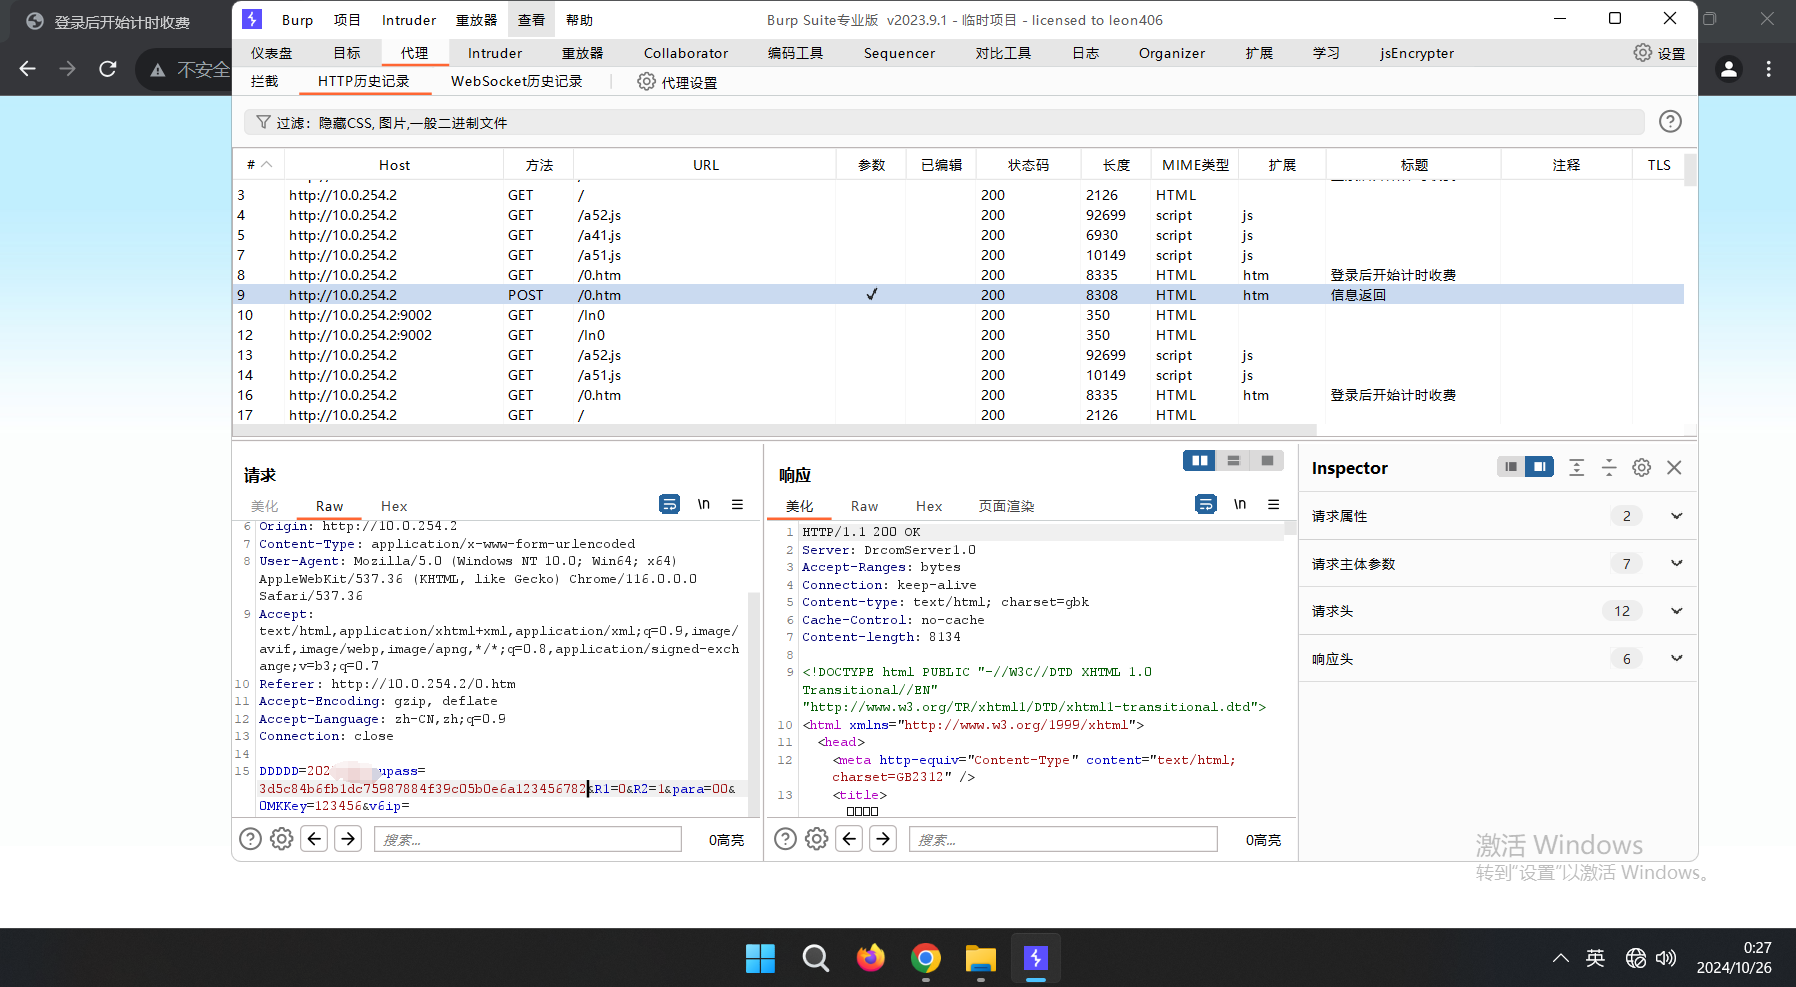 登录后开始计时收费
不安全
Burp 项目 Intruder 重放器 查看 帮助
Burp Suite专业版 v2023.9.1 - 临时项目 - licensed to leon406
仪表盘 目标 代理 Intruder 重放器 Collaborator 编码工具 Sequencer 对比工具 日志 Organizer 扩展 学习 jsEncrypter 设置
拦截 HTTP历史记录 WebSocket历史记录 代理设置
过滤：隐藏CSS, 图片,一般二进制文件
# Host 方法 URL 参数 已编辑 状态码 长度 MIME类型 扩展 标题 注释 TLS
3 http://10.0.254.2 GET / 200 2126 HTML
4 http://10.0.254.2 GET /a52.js 200 92699 script js
5 http://10.0.254.2 GET /a41.js 200 6930 script js
7 http://10.0.254.2 GET /a51.js 200 10149 script js
8 http://10.0.254.2 GET /0.htm 200 8335 HTML htm 登录后开始计时收费
9 http://10.0.254.2 POST /0.htm ✓ 200 8308 HTML htm 信息返回
10 http://10.0.254.2:9002 GET /ln0 200 350 HTML
12 http://10.0.254.2:9002 GET /ln0 200 350 HTML
13 http://10.0.254.2 GET /a52.js 200 92699 script js
14 http://10.0.254.2 GET /a51.js 200 10149 script js
16 http://10.0.254.2 GET /0.htm 200 8335 HTML htm 登录后开始计时收费
17 http://10.0.254.2 GET / 200 2126 HTML
请求
美化 Raw Hex \n
6 Origin: http://10.0.254.2
7 Content-Type: application/x-www-form-urlencoded
8 User-Agent: Mozilla/5.0 (Windows NT 10.0; Win64; x64)
AppleWebKit/537.36 (KHTML, like Gecko) Chrome/116.0.0.0
Safari/537.36
9 Accept:
text/html,application/xhtml+xml,application/xml;q=0.9,image/
avif,image/webp,image/apng,*/*;q=0.8,application/signed-exc
hange;v=b3;q=0.7
10 Referer: http://10.0.254.2/0.htm
11 Accept-Encoding: gzip, deflate
12 Accept-Language: zh-CN,zh;q=0.9
13 Connection: close
14
15 DDDDD=202 upass=
3d5c84b6fb1dc75987884f39c05b0e6a123456782&R1=0&R2=1&para=00&
0MKKey=123456&v6ip=
搜索... 0高亮
响应
美化 Raw Hex 页面渲染 \n
1 HTTP/1.1 200 OK
2 Server: DrcomServer1.0
3 Accept-Ranges: bytes
4 Connection: keep-alive
5 Content-type: text/html; charset=gbk
6 Cache-Control: no-cache
7 Content-length: 8134
8
9 <!DOCTYPE html PUBLIC "-//W3C//DTD XHTML 1.0
Transitional//EN"
"http://www.w3.org/TR/xhtml1/DTD/xhtml1-transitional.dtd">
10 <html xmlns="http://www.w3.org/1999/xhtml">
11 <head>
12 <meta http-equiv="Content-Type" content="text/html;
charset=GB2312" />
13 <title>
□□□□
搜索... 0高亮
Inspector
请求属性 2
请求主体参数 7
请求头 12
响应头 6
激活 Windows
转到"设置"以激活 Windows。
英
0:27
2024/10/26